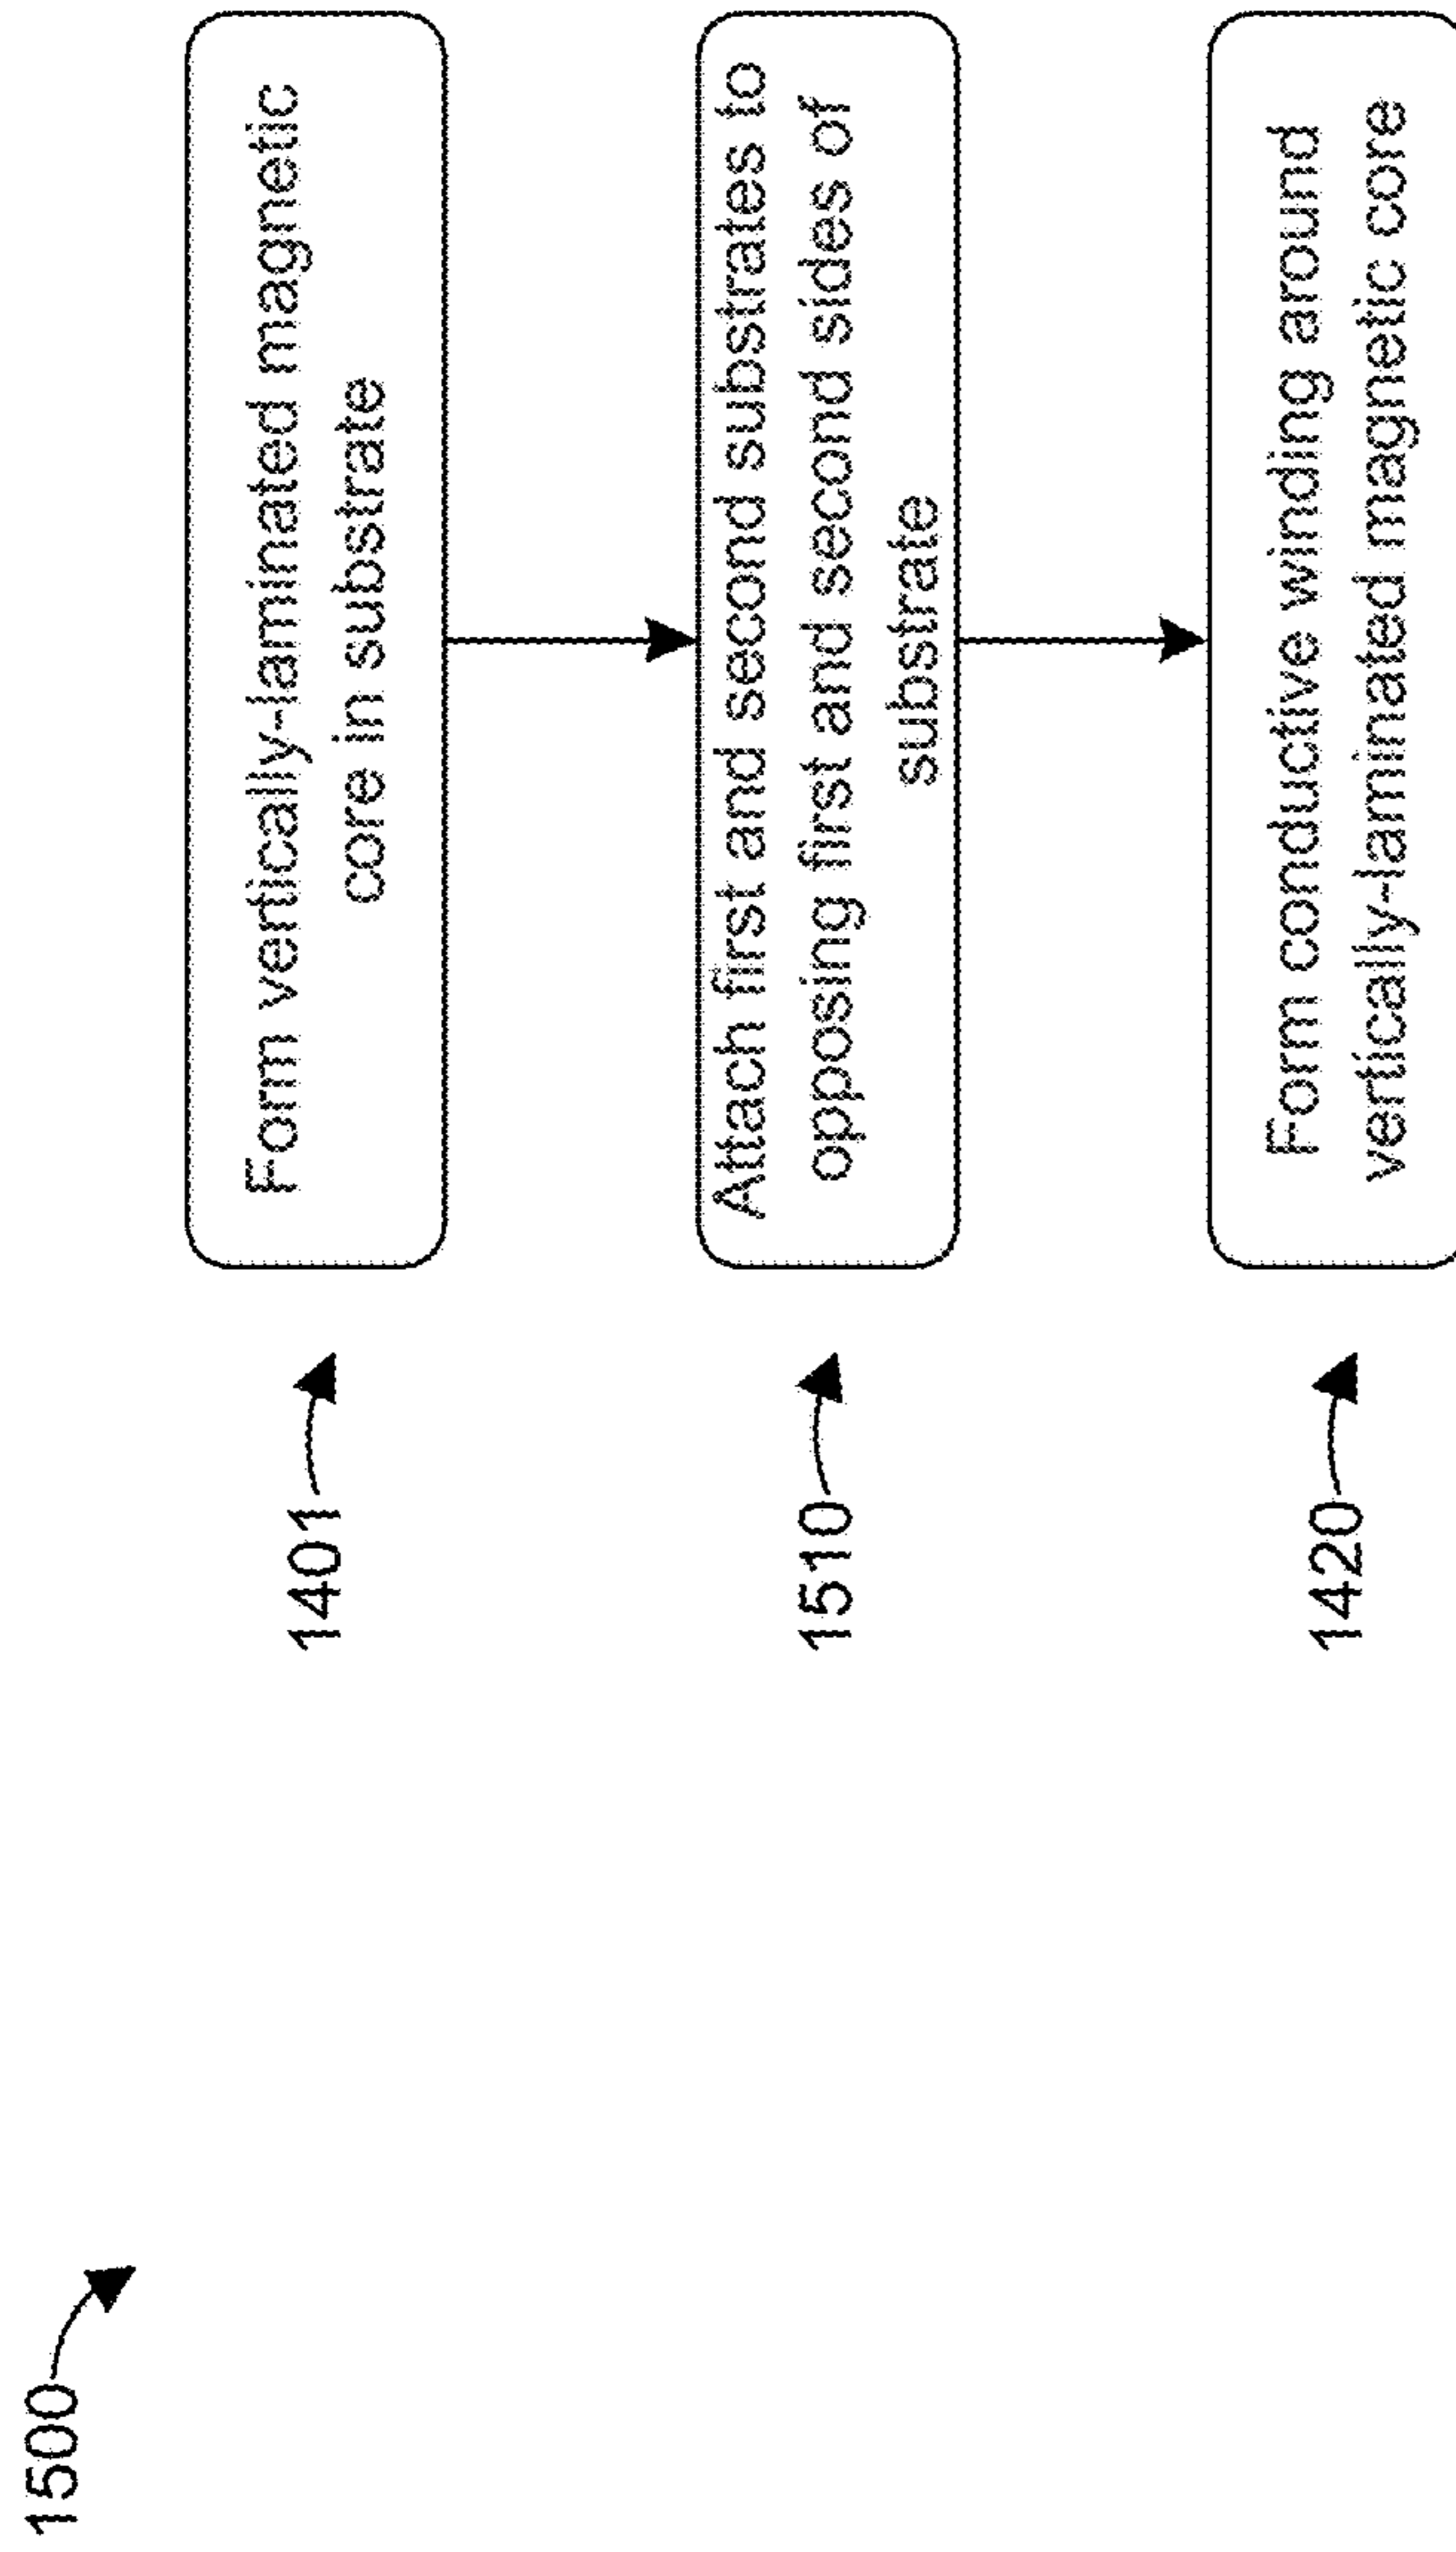 1500
1401
Form vertically-laminated magnetic
core in substrate
1510
Attach first and second substrates to
opposing first and second sides of
substrate
1420
Form conductive winding around
vertically-laminated magnetic core